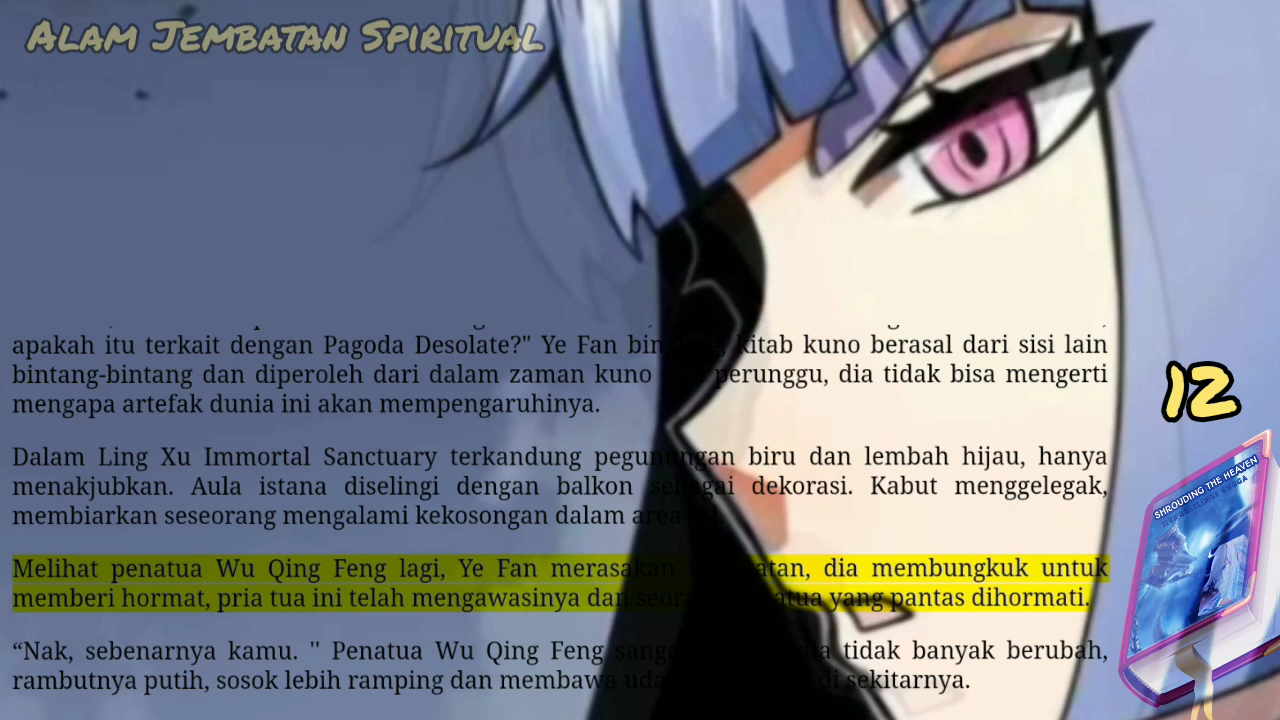 Alam Jembatan Spiritual
apakah itu terkait dengan Pagoda Desolate?" Ye Fan kitab kuno berasal dari sisi lain
bintang-bintang dan diperoleh dari dalam zaman kuno perunggu, dia tidak bisa mengerti
mengapa artefak dunia ini akan mempengaruhinya.
Dalam Ling Xu Immortal Sanctuary terkandung pegunungan biru dan lembah hijau, hanya
menakjubkan. Aula istana diselingi dengan balkon sebagai dekorasi. Kabut menggelegak,
membiarkan seseorang mengalami kekosongan dalam area
Melihat penatua Wu Qing Feng lagi, Ye Fan merasakan dia membungkuk untuk
memberi hormat, pria tua ini telah mengawasinya dan yang pantas dihormati.
“Nak, sebenarnya kamu. " Penatua Wu Qing Feng tidak banyak berubah,
rambutnya putih, sosok lebih ramping dan membawa di sekitarnya.
12
SHROUDING THE HEAVEN